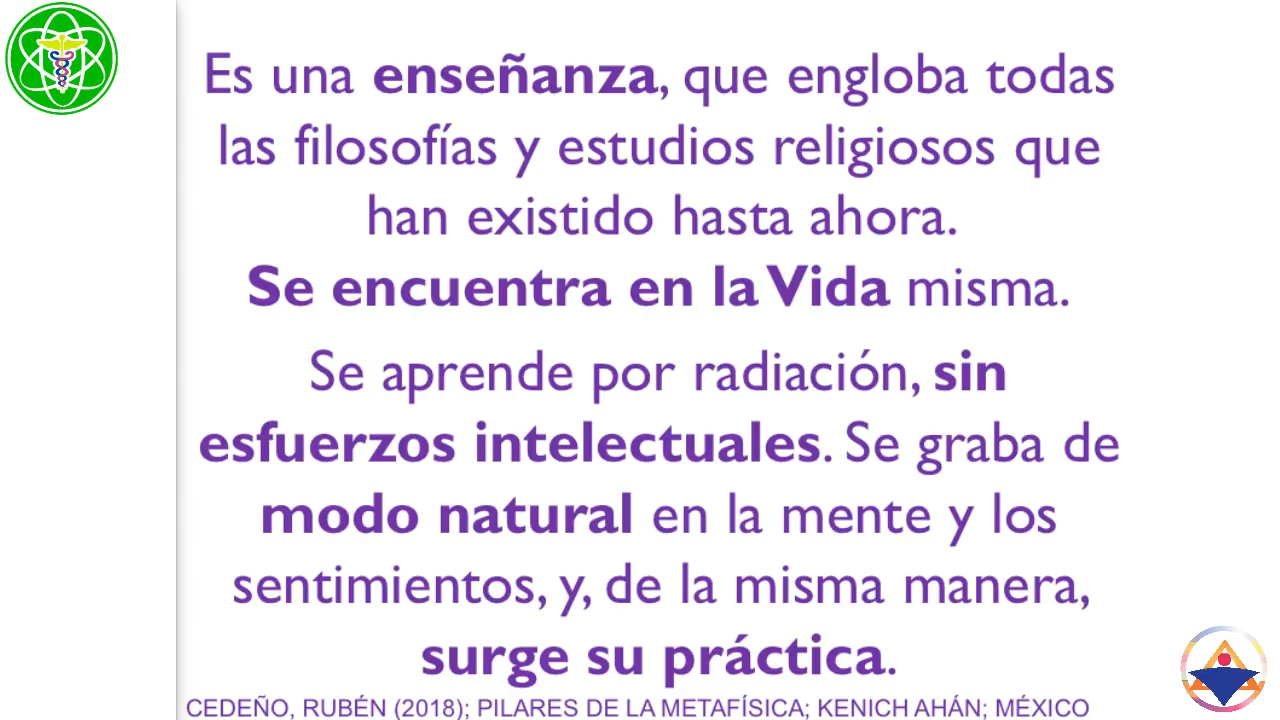 Es una enseñanza, que engloba todas
las filosofías y estudios religiosos que
han existido hasta ahora.
Se encuentra en la Vida misma.
Se aprende por radiación, sin
esfuerzos intelectuales. Se graba de
modo natural en la mente y los
sentimientos, y, de la misma manera,
surge su práctica.
CEDEÑO, RUBÉN (2018); PILARES DE LA METAFÍSICA; KENICH AHÁN; MÉXICO